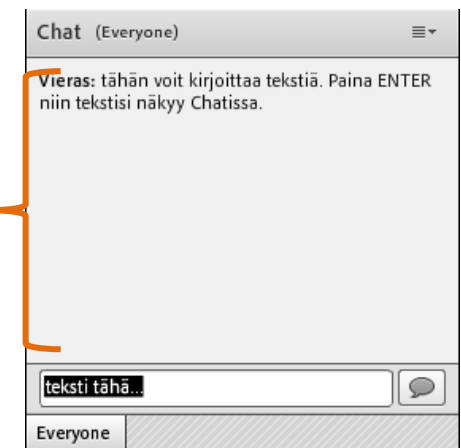 Chat (Everyone)
Vieras: tähän voit kirjoittaa tekstiä. Paina ENTER
niin tekstisi näkyy Chatissa.
teksti tähä...
Everyone